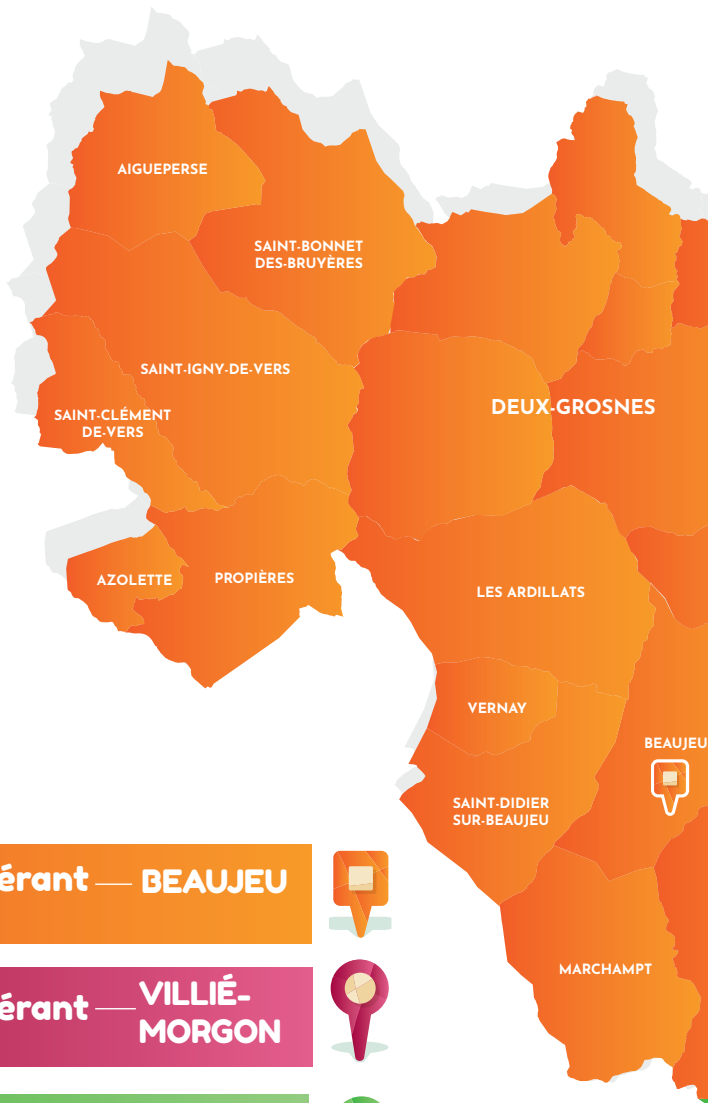 AIGUEPERSE
SAINT-BONNET
DES-BRUYÈRES
SAINT-IGNY-DE-VERS
SAINT-CLÉMENT
DE-VERS
DEUX-GROSNES
AZOLETTE
PROPIÈRES
LES ARDILLATS
VERNAY
BEAUJEU
SAINT-DIDIER
SUR-BEAUJEU
MARCHAMPT
érant — BEAUJEU
érant — VILLIÉ-
MORGON